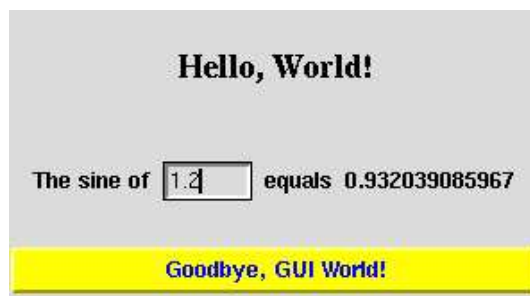 Hello, World!
The sine of 1.2 equals 0.932039085967
Goodbye, GUI World!